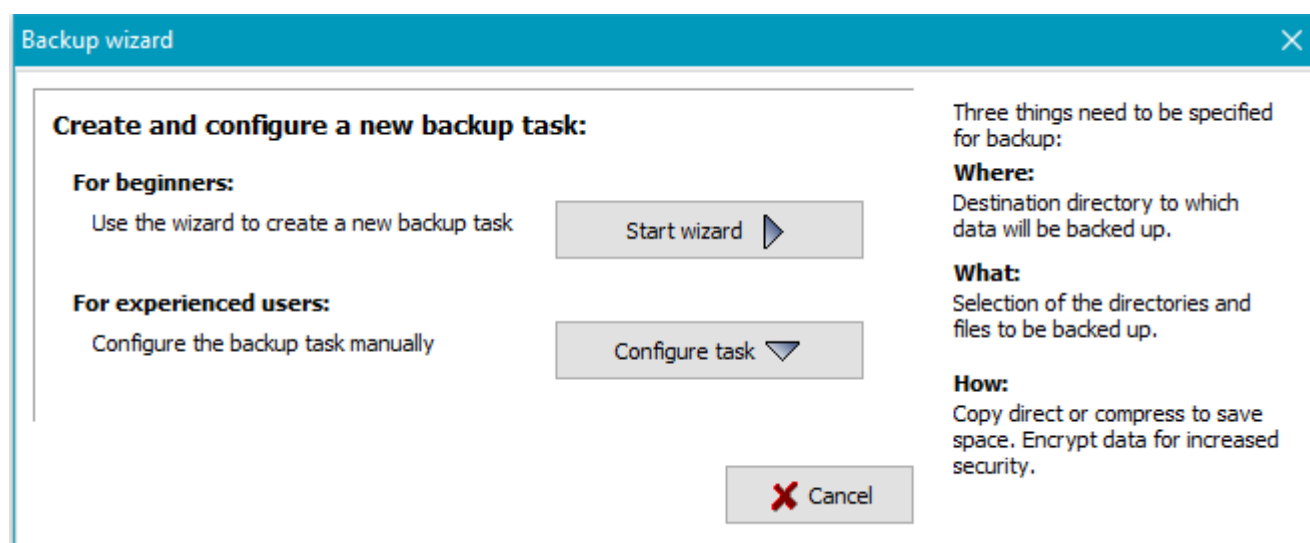 Backup wizard
Create and configure a new backup task:
For beginners:
Use the wizard to create a new backup task
Start wizard
For experienced users:
Configure the backup task manually
Configure task
Cancel
Three things need to be specified
for backup:
Where:
Destination directory to which
data will be backed up.
What:
Selection of the directories and
files to be backed up.
How:
Copy direct or compress to save
space. Encrypt data for increased
security.